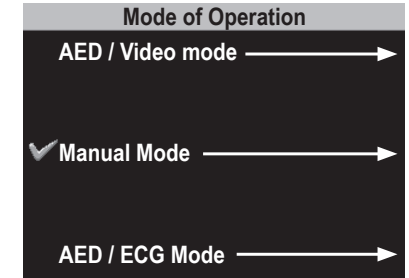 Mode of Operation
AED / Video mode
Manual Mode
AED / ECG Mode